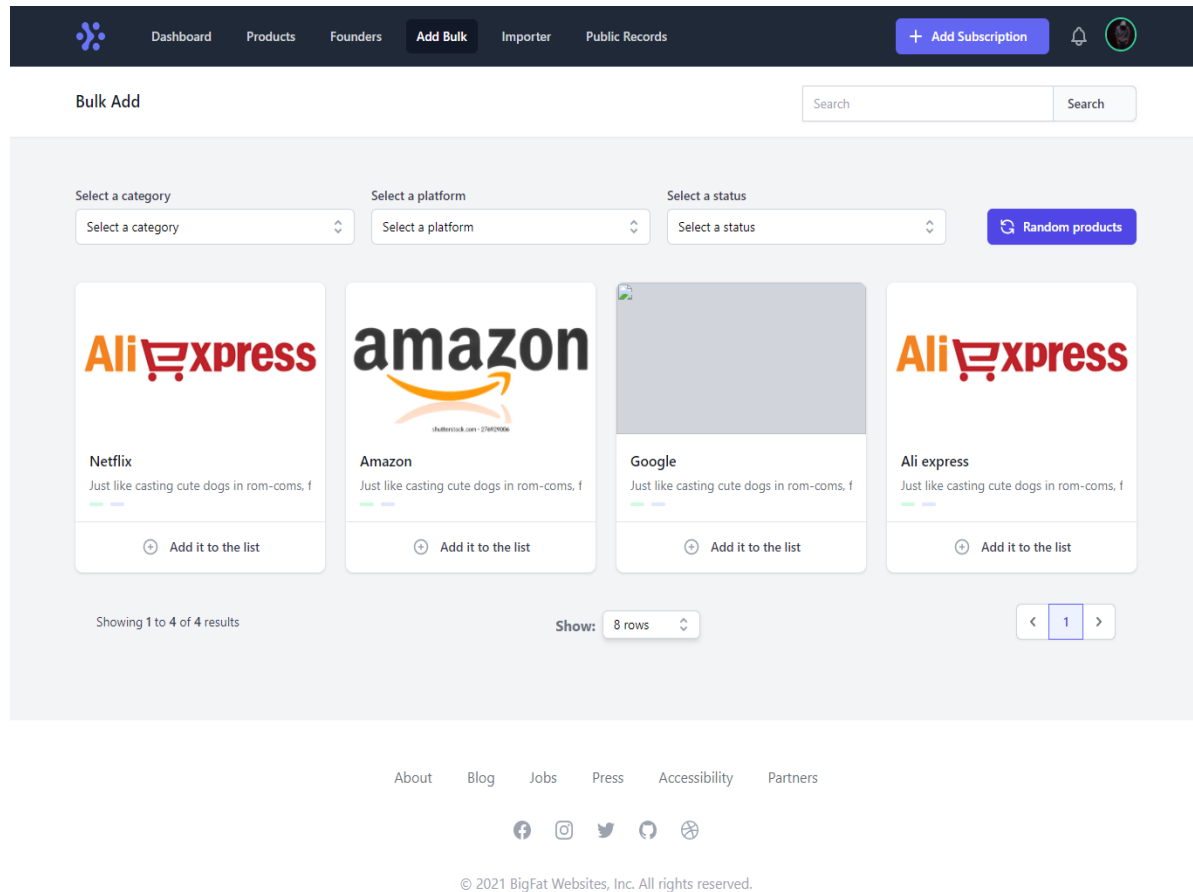 Dashboard Products Founders Add Bulk Importer Public Records Add Subscription
Bulk Add Search Search
Select a category Select a platform Select a status
Select a category Select a platform Select a status Random products
AliExpress amazon AliExpress
shutterstock.com · 276929006
Netflix Amazon Google Ali express
Just like casting cute dogs in rom-coms, f Just like casting cute dogs in rom-coms, f Just like casting cute dogs in rom-coms, f Just like casting cute dogs in rom-coms, f
Add it to the list Add it to the list Add it to the list Add it to the list
Showing 1 to 4 of 4 results Show: 8 rows 1
About Blog Jobs Press Accessibility Partners
© 2021 BigFat Websites, Inc. All rights reserved.